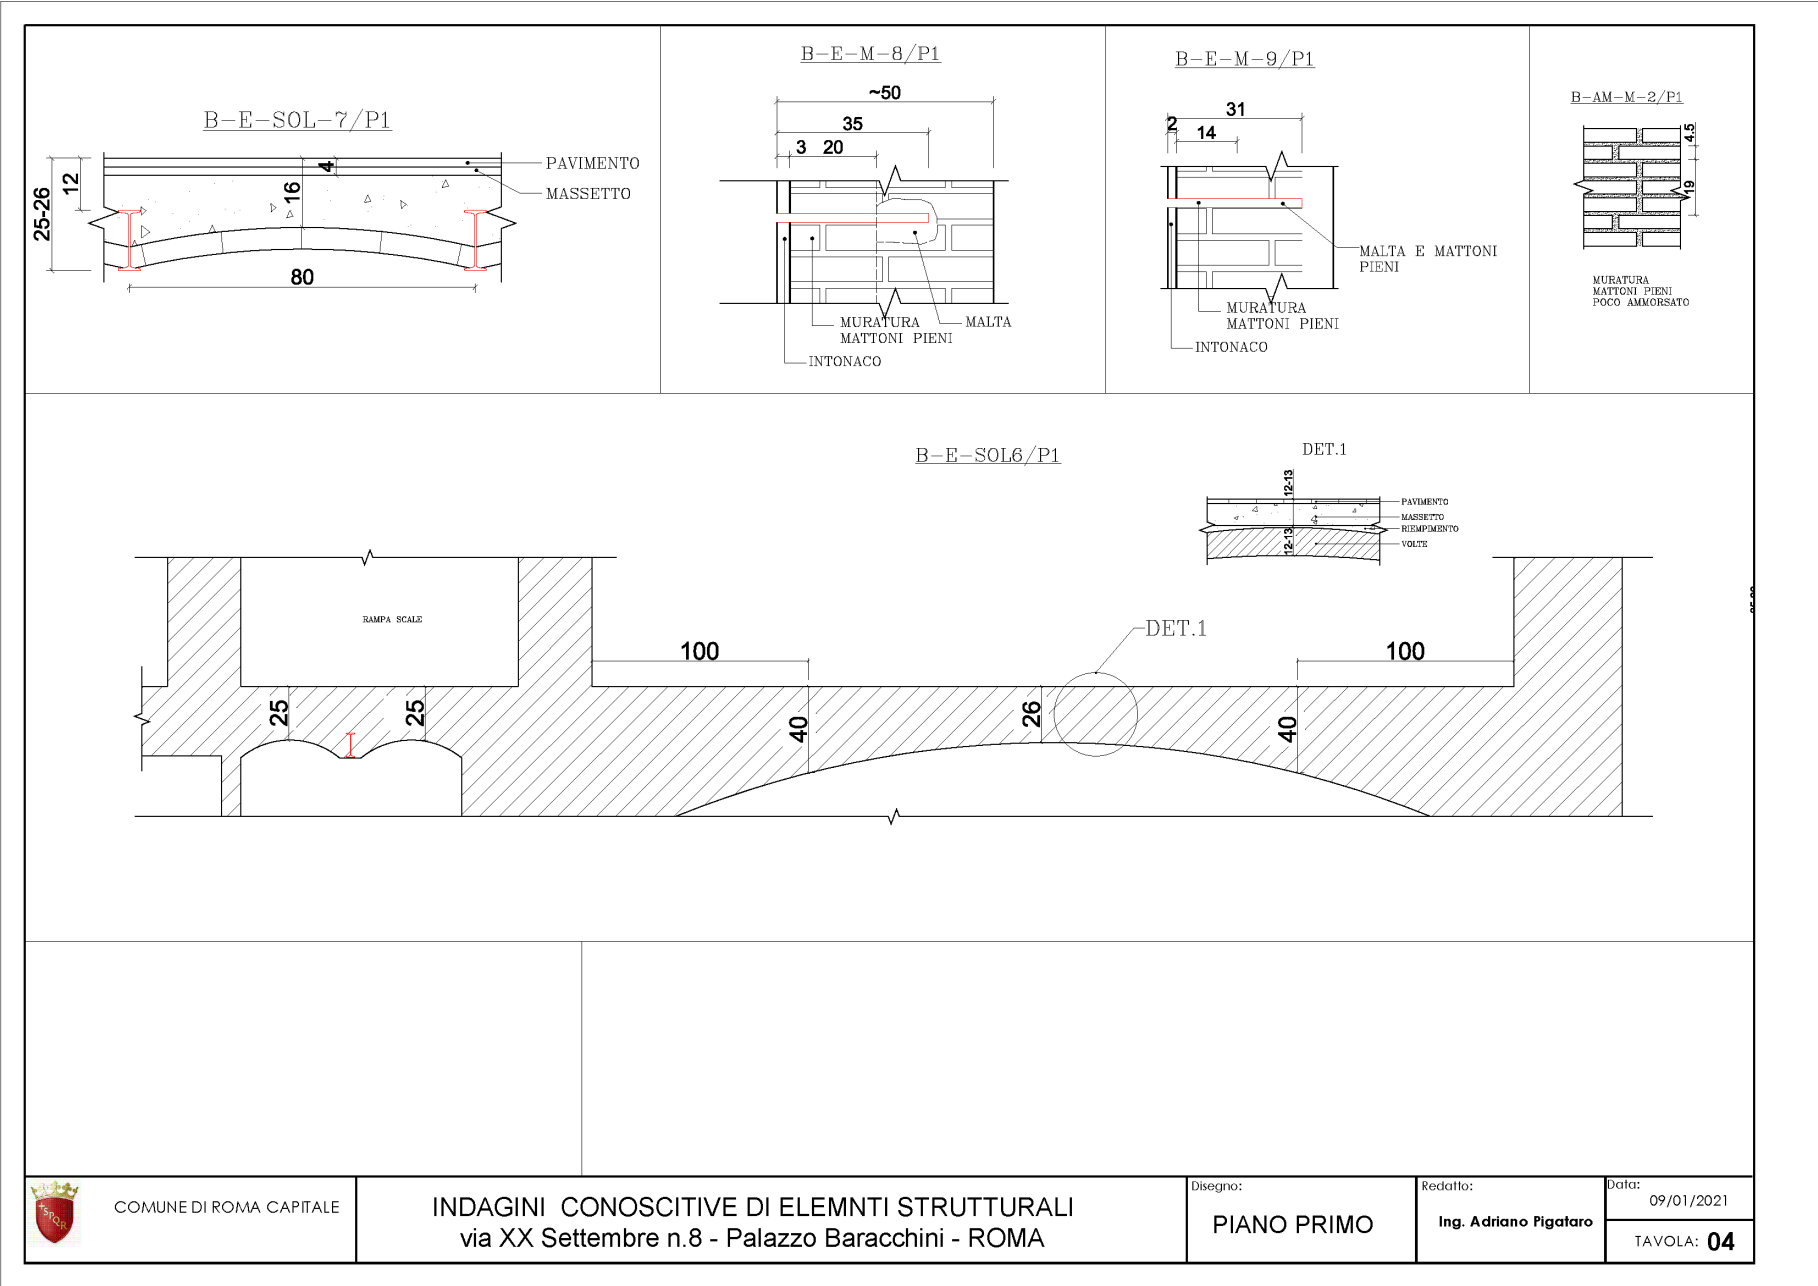 B-E-SOL-7/P1
25-26
12
16
4
PAVIMENTO
MASSETTO
80
B-E-M-8/P1
~50
35
3 20
MURATURA
MATTONI PIENI
MALTA
INTONACO
B-E-M-9/P1
31
2
14
MALTA E MATTONI
PIENI
MURATURA
MATTONI PIENI
INTONACO
B-AM-M-2/P1
4.5
19
MURATURA
MATTONI PIENI
POCO AMMORSATO
B-E-SOL6/P1
DET.1
12-13
PAVIMENTO
MASSETTO
RIEMPIMENTO
12-13
VOLTE
RAMPA SCALE
DET.1
100
100
25
25
40
26
40
XSPQR
COMUNE DI ROMA CAPITALE
INDAGINI CONOSCITIVE DI ELEMNTI STRUTTURALI
via XX Settembre n.8 - Palazzo Baracchini - ROMA
Disegno:
PIANO PRIMO
Redatto:
Ing. Adriano Pigataro
Data:
09/01/2021
TAVOLA: 04